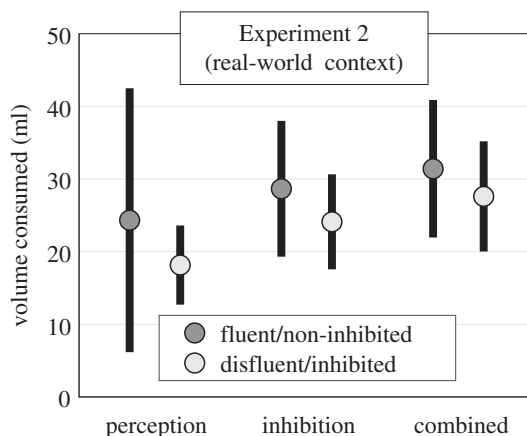 Experiment 2
(real-world context)
volume consumed (ml)
50
40
30
20
10
0
fluent/non-inhibited
disfluent/inhibited
perception inhibition combined